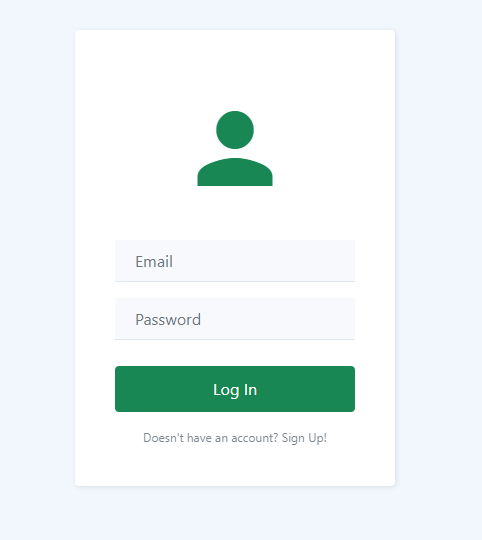 Email
Password
Log In
Doesn't have an account? Sign Up!